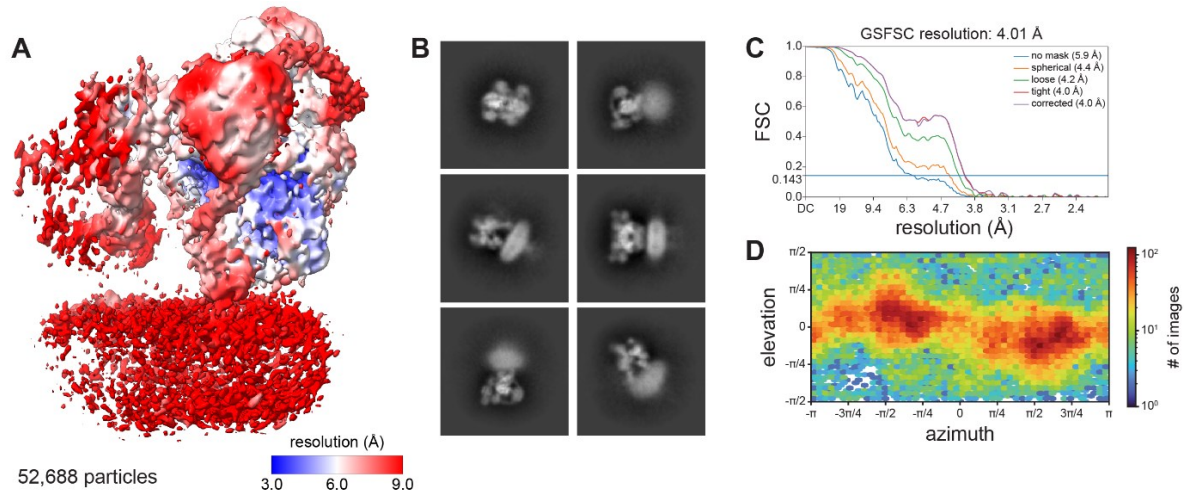 A
52,688 particles
resolution (Å)
3.0 6.0 9.0
B
C
GSFSC resolution: 4.01 Å
no mask (5.9 Å)
spherical (4.4 Å)
loose (4.2 Å)
tight (4.0 Å)
corrected (4.0 Å)
FSC
1.0
0.8
0.6
0.4
0.2
0.143
0.0
DC 19 9.4 6.3 4.7 3.8 3.1 2.7 2.4
resolution (Å)
D
elevation
π/2
π/4
0
-π/4
-π/2
-π -3π/4 -π/2 -π/4 0 π/4 π/2 3π/4 π
azimuth
10²
10¹
10⁰
# of images